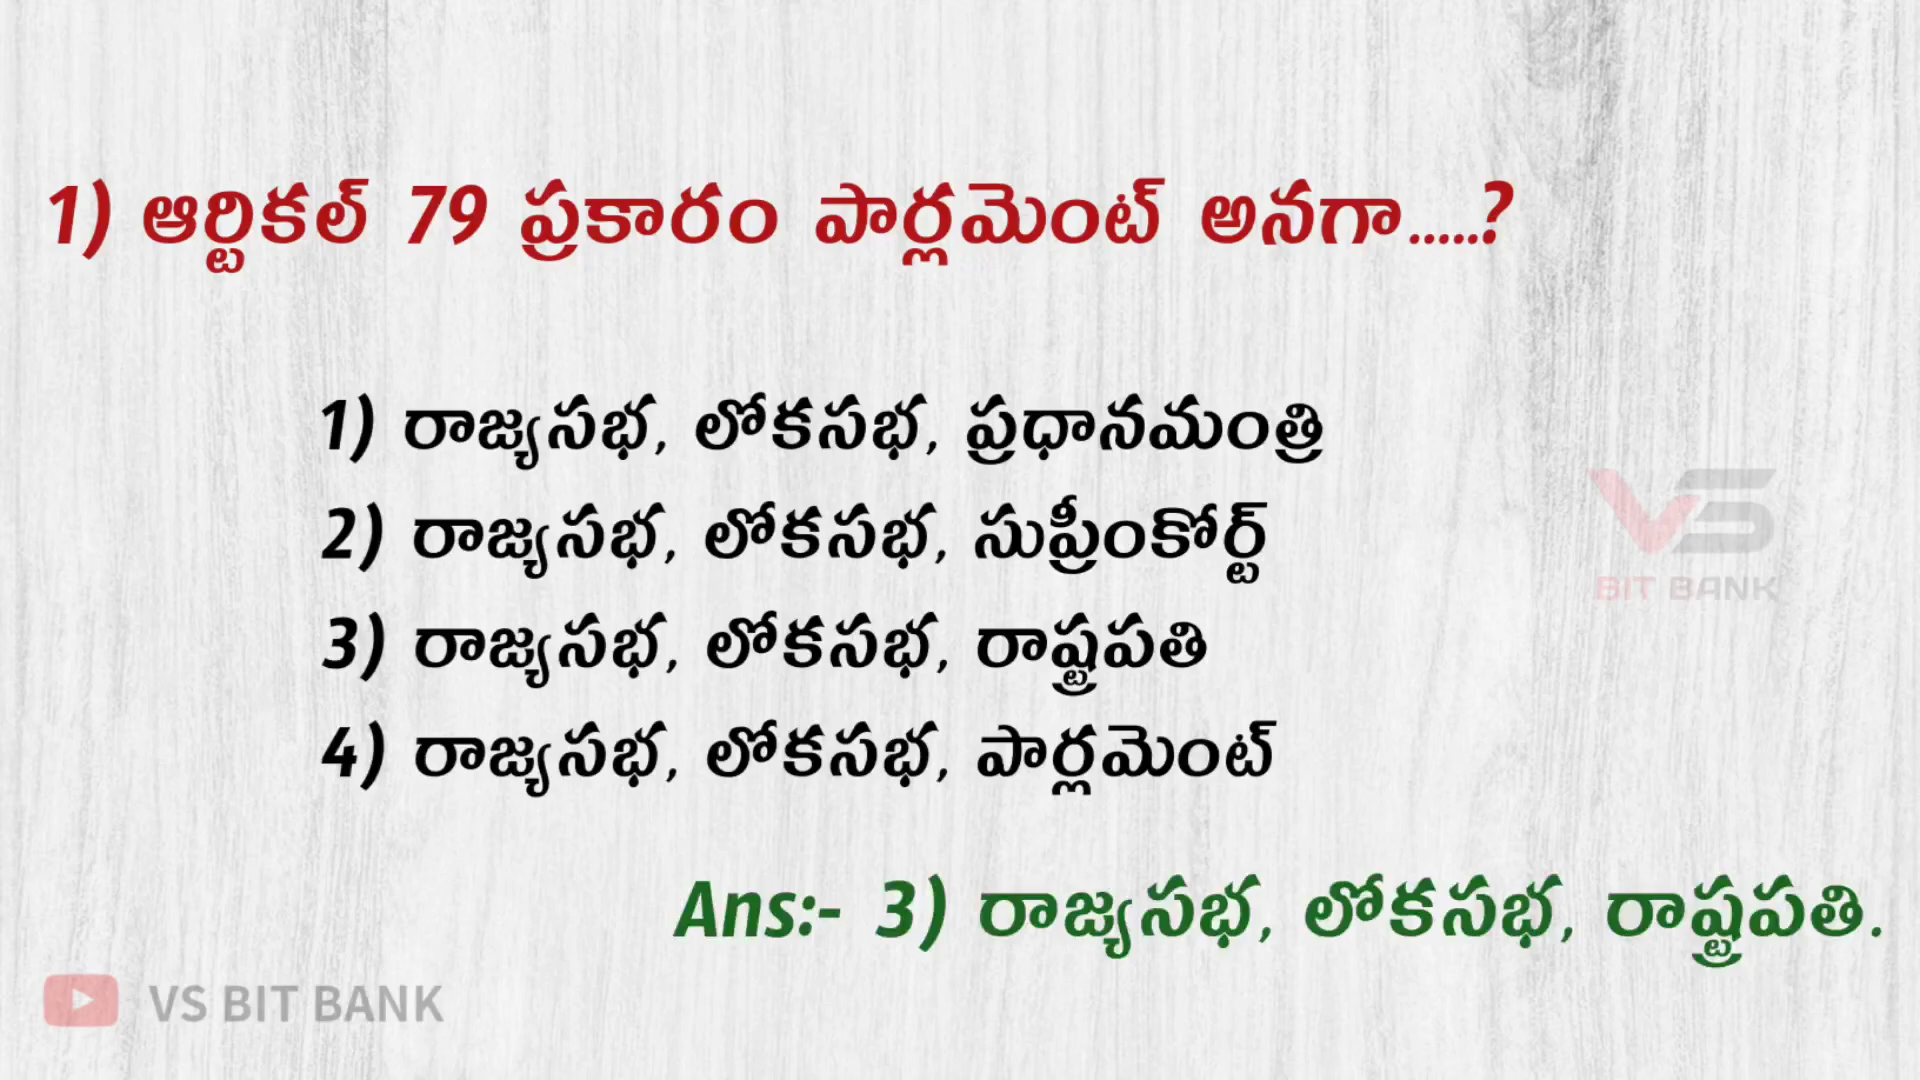 1) ఆర్టికల్ 79 ప్రకారం పార్లమెంట్ అనగా.....?
1) రాజ్యసభ, లోకసభ, ప్రధానమంత్రి
2) రాజ్యసభ, లోకసభ, సుప్రీంకోర్ట్
3) రాజ్యసభ, లోకసభ, రాష్ట్రపతి
4) రాజ్యసభ, లోకసభ, పార్లమెంట్
VS
BIT BANK
Ans:- 3) రాజ్యసభ, లోకసభ, రాష్ట్రపతి.
VS BIT BANK